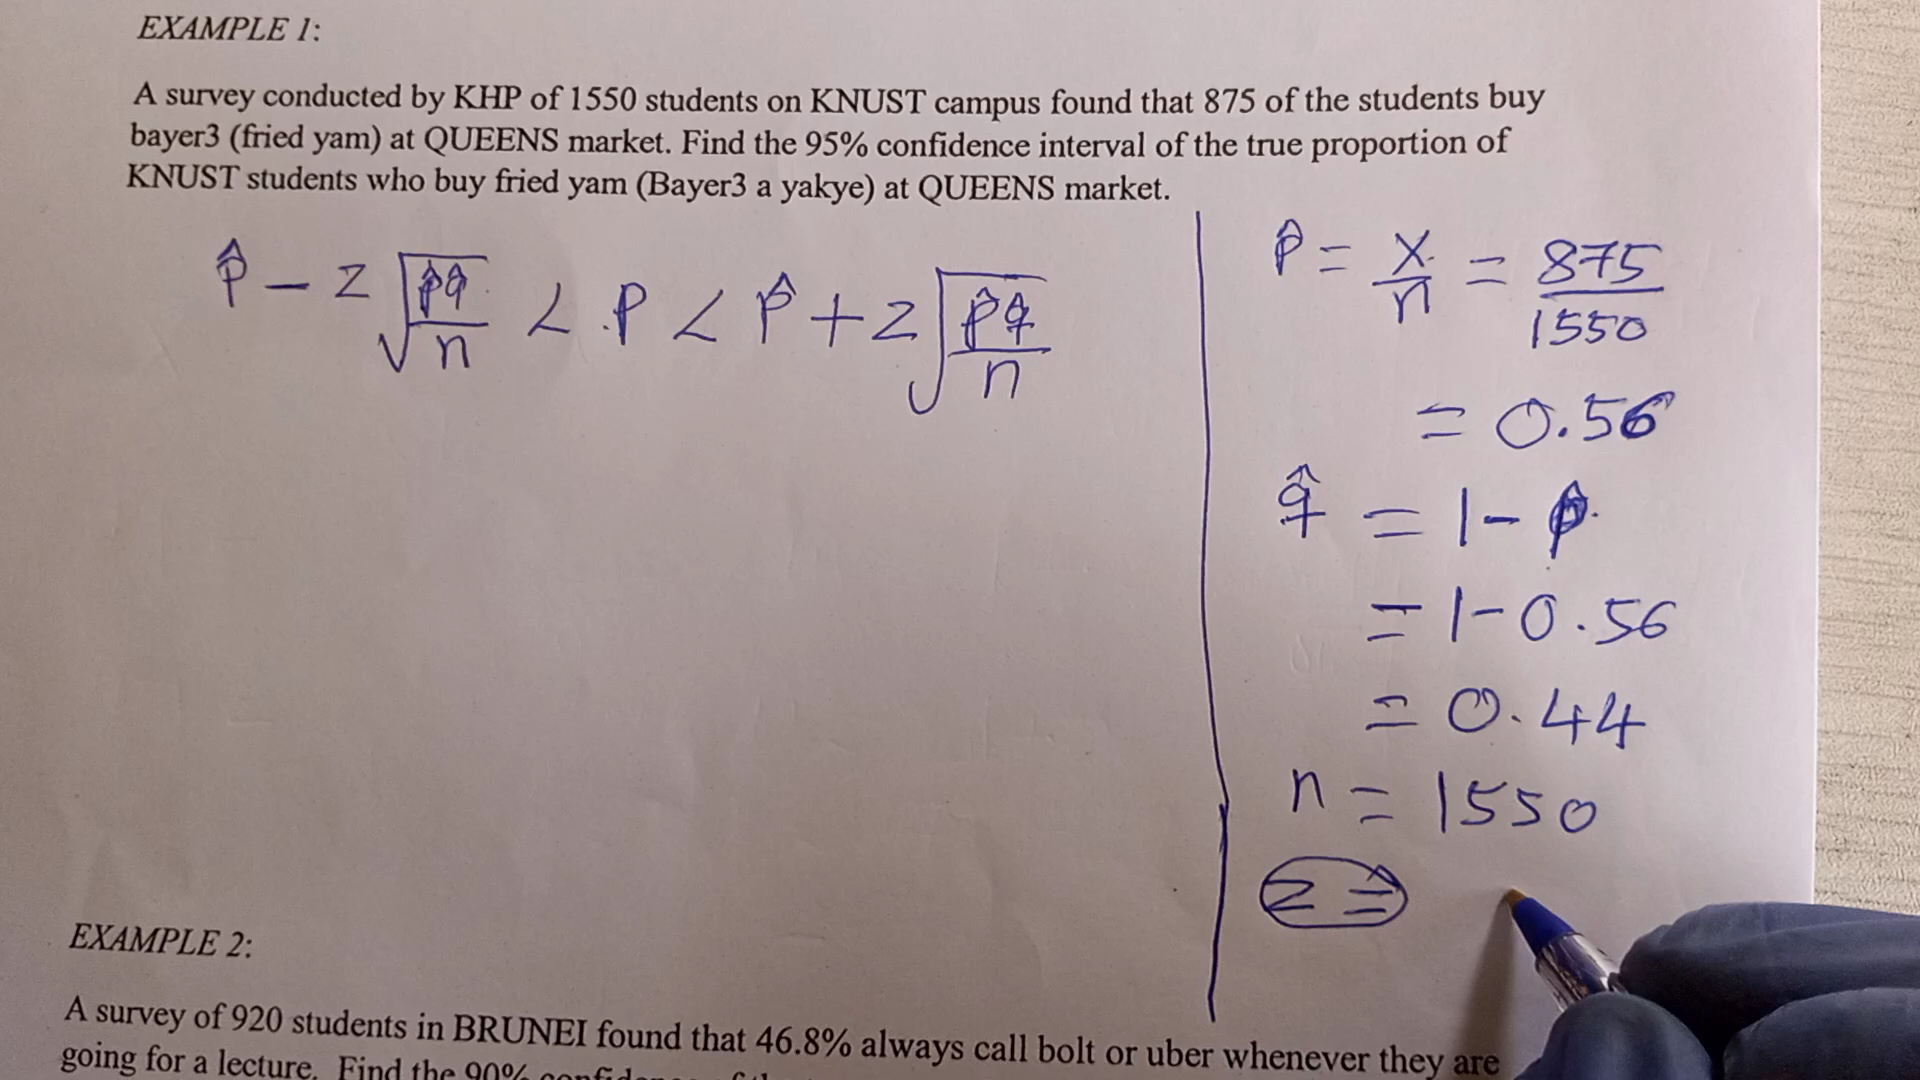 EXAMPLE 1:
A survey conducted by KHP of 1550 students on KNUST campus found that 875 of the students buy
bayer3 (fried yam) at QUEENS market. Find the 95% confidence interval of the true proportion of
KNUST students who buy fried yam (Bayer3 a yakye) at QUEENS market.
p̂ - z√(p̂q̂/n) < P < p̂ + z√(p̂q̂/n)
p̂ = x/n = 875/1550
= 0.56
q̂ = 1 - p̂
= 1 - 0.56
= 0.44
n = 1550
z =
EXAMPLE 2:
A survey of 920 students in BRUNEI found that 46.8% always call bolt or uber whenever they are
going for a lecture. Find the 90%